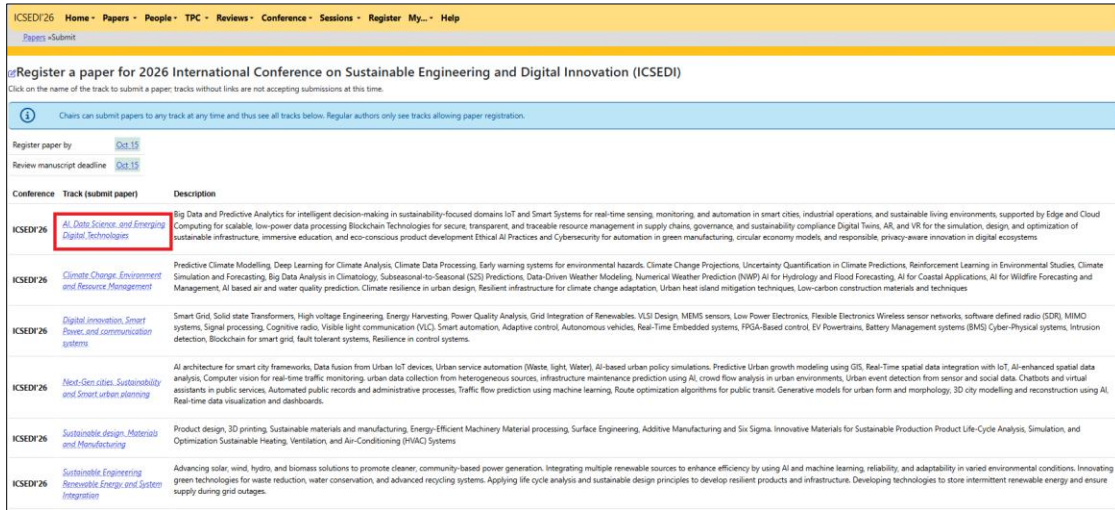 ICSEDI'26 Home Papers People TPC Reviews Conference Sessions Register My... Help
Papers »Submit
Register a paper for 2026 International Conference on Sustainable Engineering and Digital Innovation (ICSEDI)
Click on the name of the track to submit a paper; tracks without links are not accepting submissions at this time.
Chairs can submit papers to any track at any time and thus see all tracks below. Regular authors only see tracks allowing paper registration.
Register paper by Oct 15
Review manuscript deadline Oct 15
Conference Track (submit paper) Description
ICSEDI'26
AI, Data Science, and Emerging
Digital Technologies
Big Data and Predictive Analytics for intelligent decision-making in sustainability-focused domains IoT and Smart Systems for real-time sensing, monitoring, and automation in smart cities, industrial operations, and sustainable living environments, supported by Edge and Cloud
Computing for scalable, low-power data processing Blockchain Technologies for secure, transparent, and traceable resource management in supply chains, governance, and sustainability compliance Digital Twins, AR, and VR for the simulation, design, and optimization of
sustainable infrastructure, immersive education, and eco-conscious product development Ethical AI Practices and Cybersecurity for automation in green manufacturing, circular economy models, and responsible, privacy-aware innovation in digital ecosystems
ICSEDI'26
Climate Change, Environment
and Resource Management
Predictive Climate Modelling, Deep Learning for Climate Analysis, Climate Data Processing, Early warning systems for environmental hazards. Climate Change Projections, Uncertainty Quantification in Climate Predictions, Reinforcement Learning in Environmental Studies, Climate
Simulation and Forecasting, Big Data Analysis in Climatology, Subseasonal-to-Seasonal (S2S) Predictions, Data-Driven Weather Modeling, Numerical Weather Prediction (NWP) AI for Hydrology and Flood Forecasting, AI for Coastal Applications, AI for Wildfire Forecasting and
Management, AI based air and water quality prediction. Climate resilience in urban design, Resilient infrastructure for climate change adaptation, Urban heat island mitigation techniques, Low-carbon construction materials and techniques
ICSEDI'26
Digital innovation, Smart
Power, and communication
systems
Smart Grid, Solid state Transformers, High voltage Engineering, Energy Harvesting, Power Quality Analysis, Grid Integration of Renewables. VLSI Design, MEMS sensors, Low Power Electronics, Flexible Electronics Wireless sensor networks, software defined radio (SDR), MIMO
systems, Signal processing, Cognitive radio, Visible light communication (VLC). Smart automation, Adaptive control, Autonomous vehicles, Real-Time Embedded systems, FPGA-Based control, EV Powertrains, Battery Management systems (BMS) Cyber-Physical systems, Intrusion
detection, Blockchain for smart grid, fault tolerant systems, Resilience in control systems.
ICSEDI'26
Next-Gen cities, Sustainability
and Smart urban planning
AI architecture for smart city frameworks, Data fusion from Urban IoT devices, Urban service automation (Waste, light, Water), AI-based urban policy simulations. Predictive Urban growth modeling using GIS, Real-Time spatial data integration with IoT, AI-enhanced spatial data
analysis, Computer vision for real-time traffic monitoring. urban data collection from heterogeneous sources, infrastructure maintenance prediction using AI, crowd flow analysis in urban environments, Urban event detection from sensor and social data. Chatbots and virtual
assistants in public services, Automated public records and administrative processes, Traffic flow prediction using machine learning, Route optimization algorithms for public transit. Generative models for urban form and morphology, 3D city modelling and reconstruction using AI,
Real-time data visualization and dashboards.
ICSEDI'26
Sustainable design, Materials
and Manufacturing
Product design, 3D printing, Sustainable materials and manufacturing, Energy-Efficient Machinery Material processing, Surface Engineering, Additive Manufacturing and Six Sigma. Innovative Materials for Sustainable Production Product Life-Cycle Analysis, Simulation, and
Optimization Sustainable Heating, Ventilation, and Air-Conditioning (HVAC) Systems
ICSEDI'26
Sustainable Engineering
Renewable Energy and System
Integration
Advancing solar, wind, hydro, and biomass solutions to promote cleaner, community-based power generation. Integrating multiple renewable sources to enhance efficiency by using AI and machine learning, reliability, and adaptability in varied environmental conditions. Innovating
green technologies for waste reduction, water conservation, and advanced recycling systems. Applying life cycle analysis and sustainable design principles to develop resilient products and infrastructure. Developing technologies to store intermittent renewable energy and ensure
supply during grid outages.